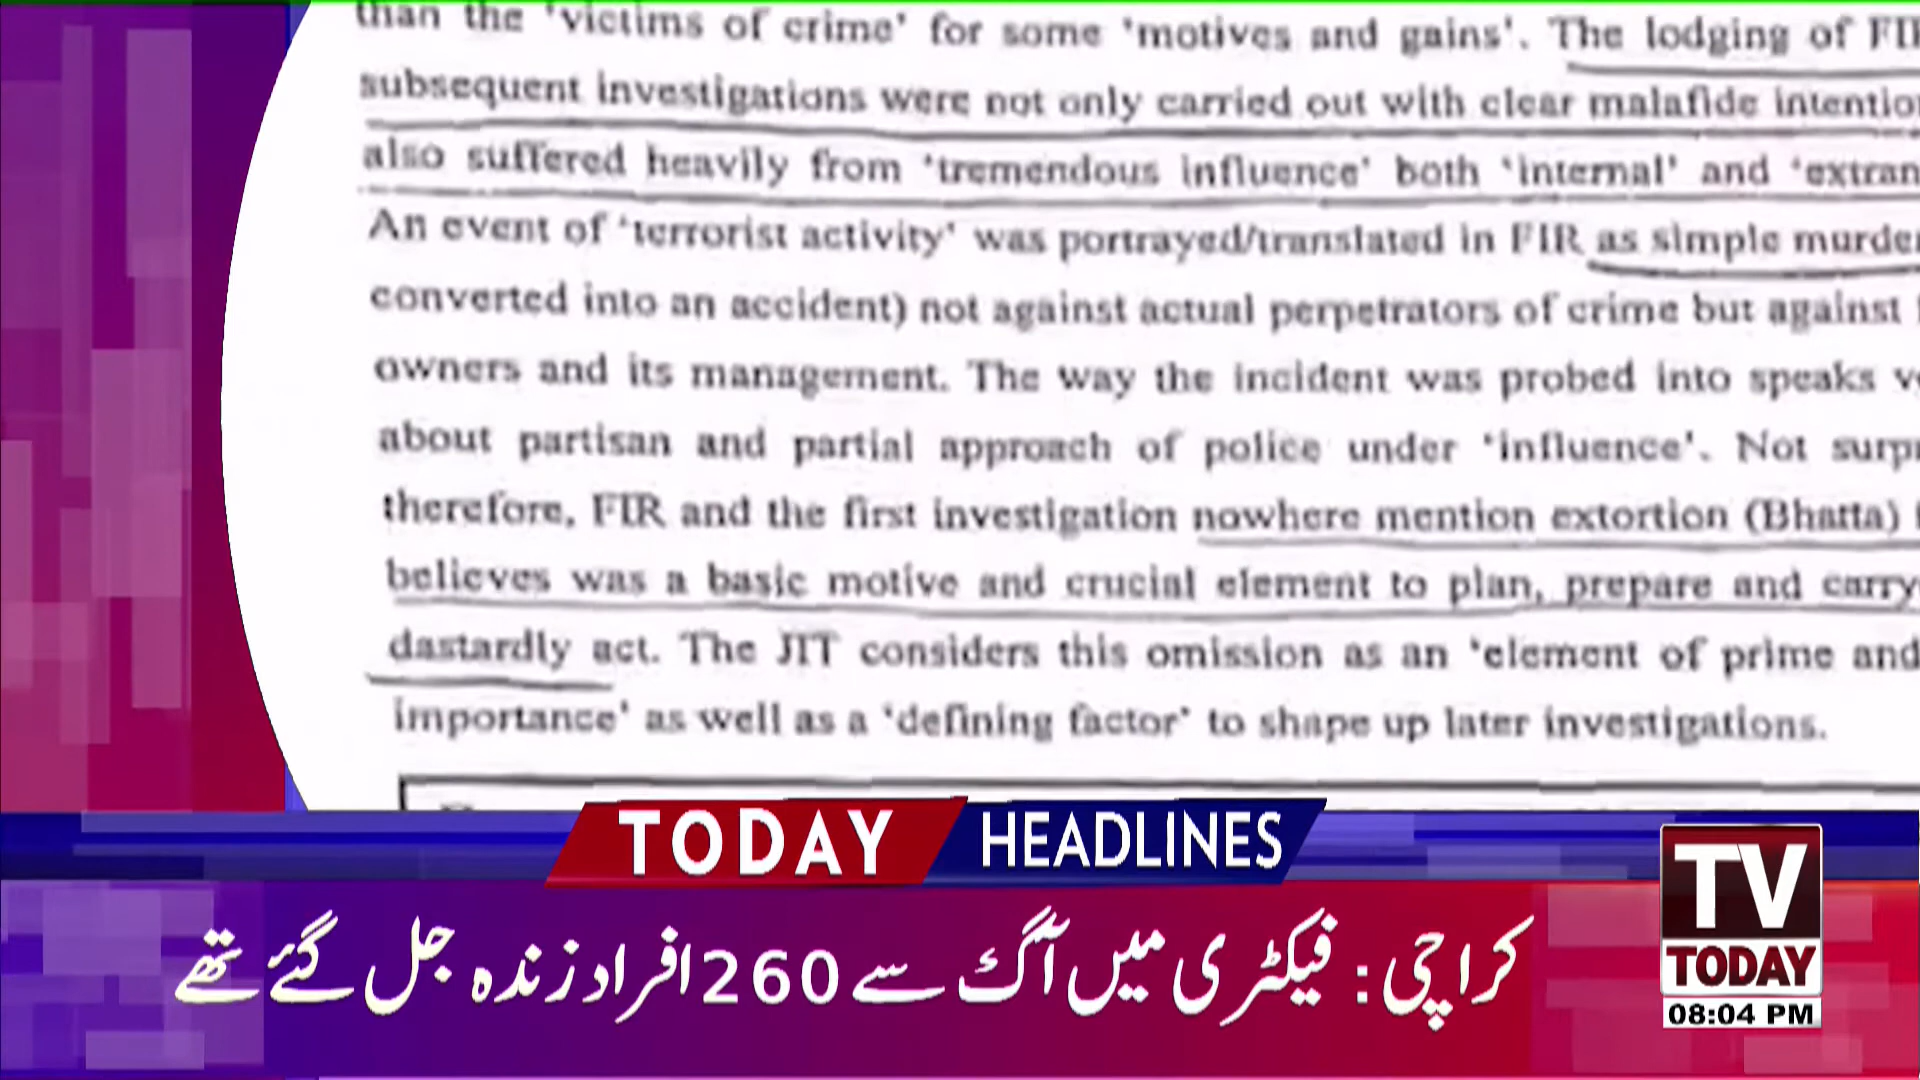 than the 'victims of crime' for some 'motives and gains'. The lodging of
subsequent investigations were not only carried out with clear malafide
also suffered heavily from 'tremendous influence' both 'internal' and
An event of 'terrorist activity' was portrayed/translated in FIR as simple
converted into an accident) not against actual perpetrators of crime but against
owners and its management. The way the incident was probed into speaks
about partisan and partial approach of police under 'influence'. Not
therefore, FIR and the first investigation nowhere mention extortion (Bhatta)
believes was a basic motive and crucial element to plan, prepare and carry
dastardly act. The JIT considers this omission as an 'element of prime and
importance' as well as a 'defining factor' to shape up later investigations.
TODAY HEADLINES
کراچی: فیکٹری میں آگ سے 260 افراد زندہ جل گئے تھے
TV
TODAY
08:04 PM